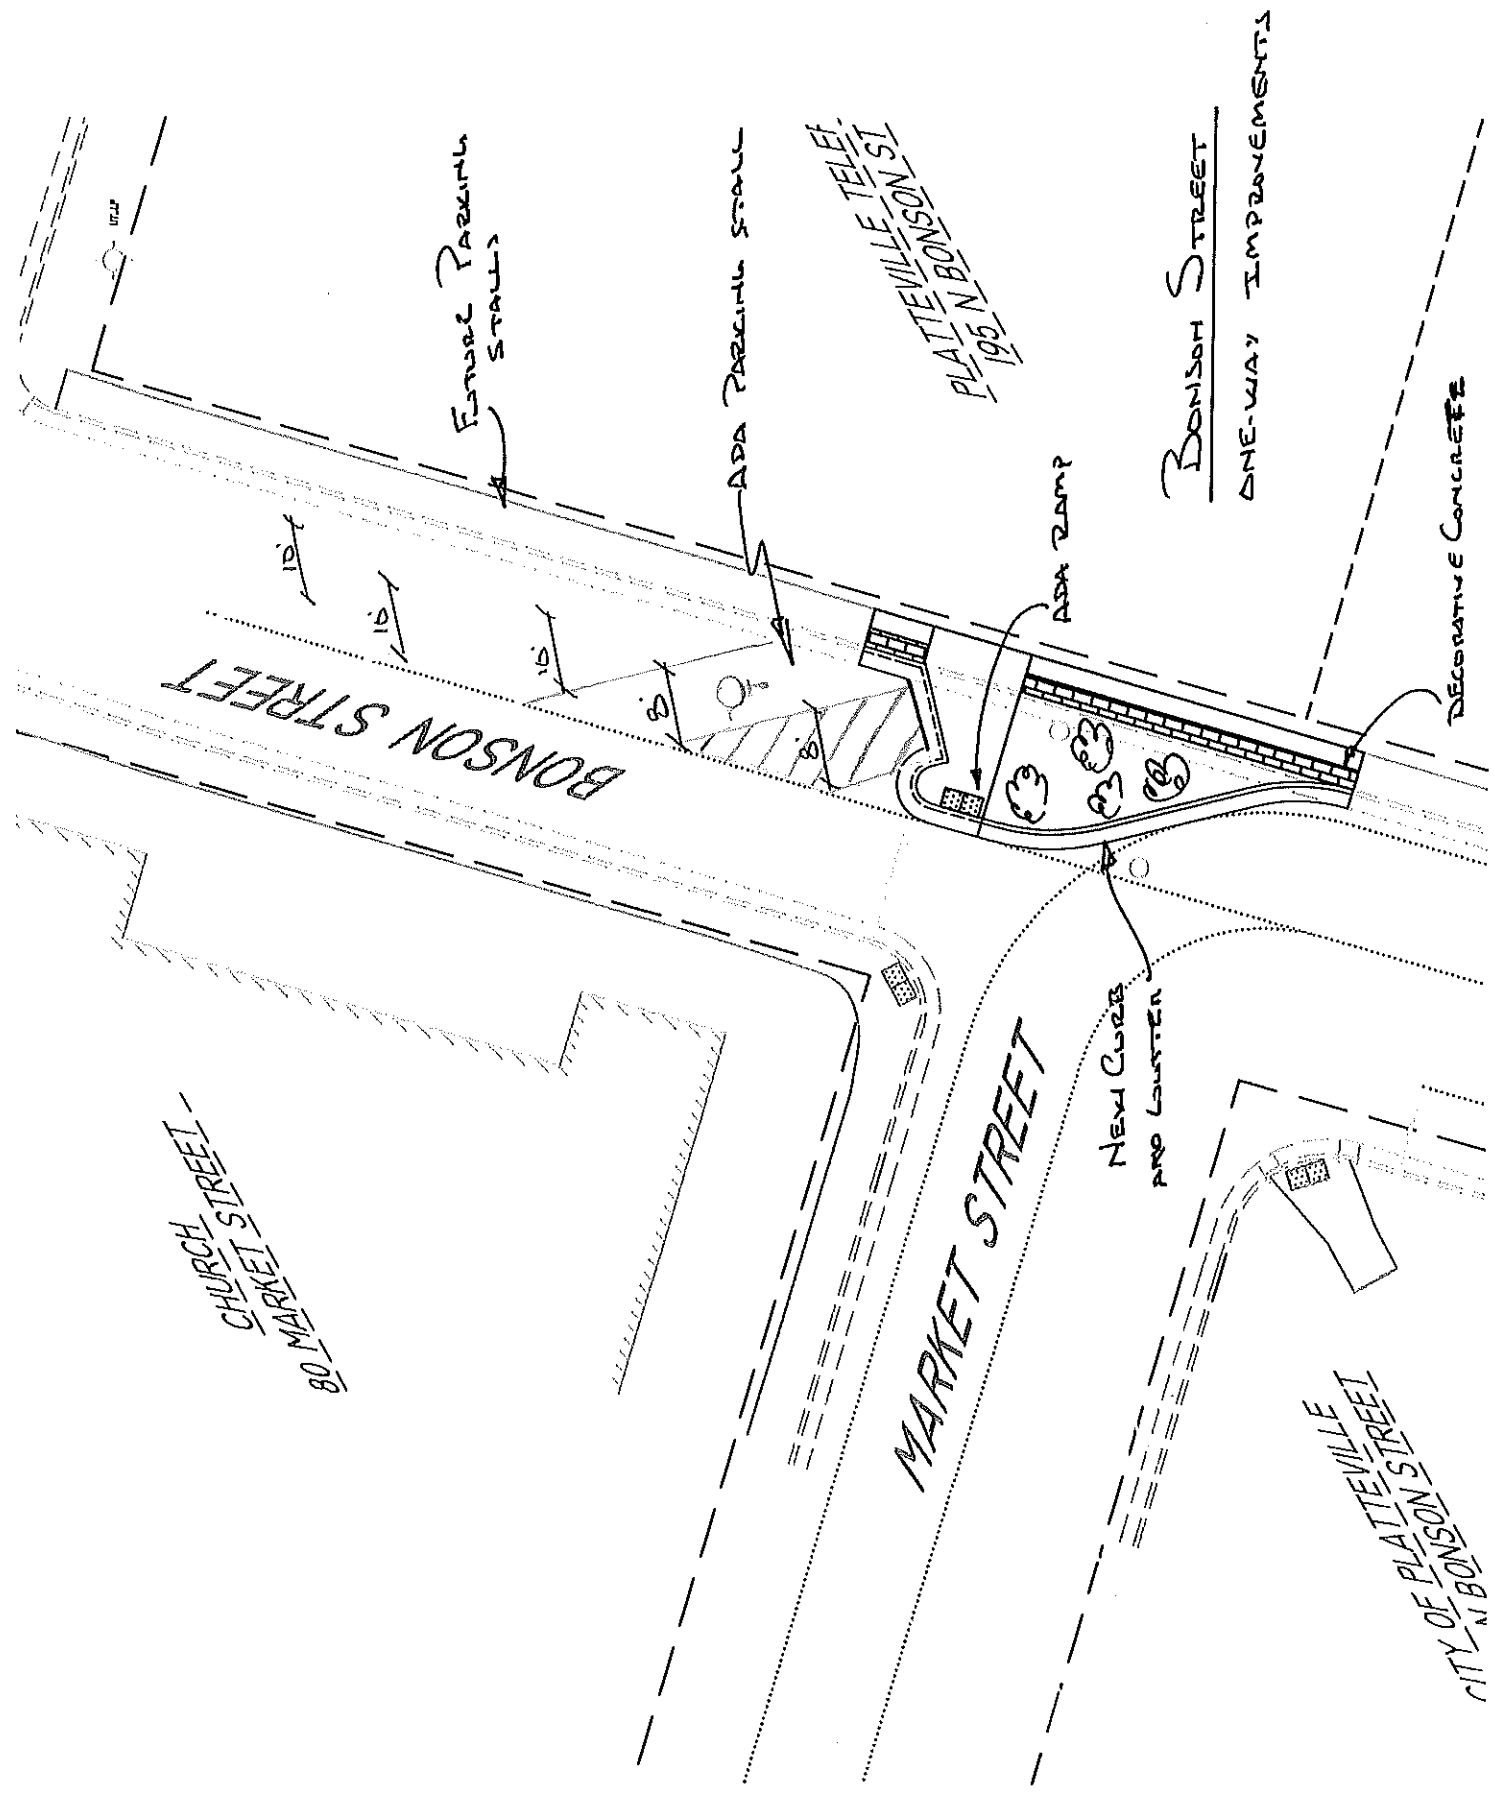 BONSON STREET
ONE-WAY IMPROVEMENTS
FUTURE PARKING
STALLS
ADA PARKING STALL
PLATTEVILLE TELE
195 N BONSON ST
ADA RAMP
DECORATIVE CONCRETE
10'
10'
10'
8'
8'
BONSON STREET
NEW CURB
AND GUTTER
MARKET STREET
CHURCH
80 MARKET STREET
CITY OF PLATTEVILLE
N BONSON STREET